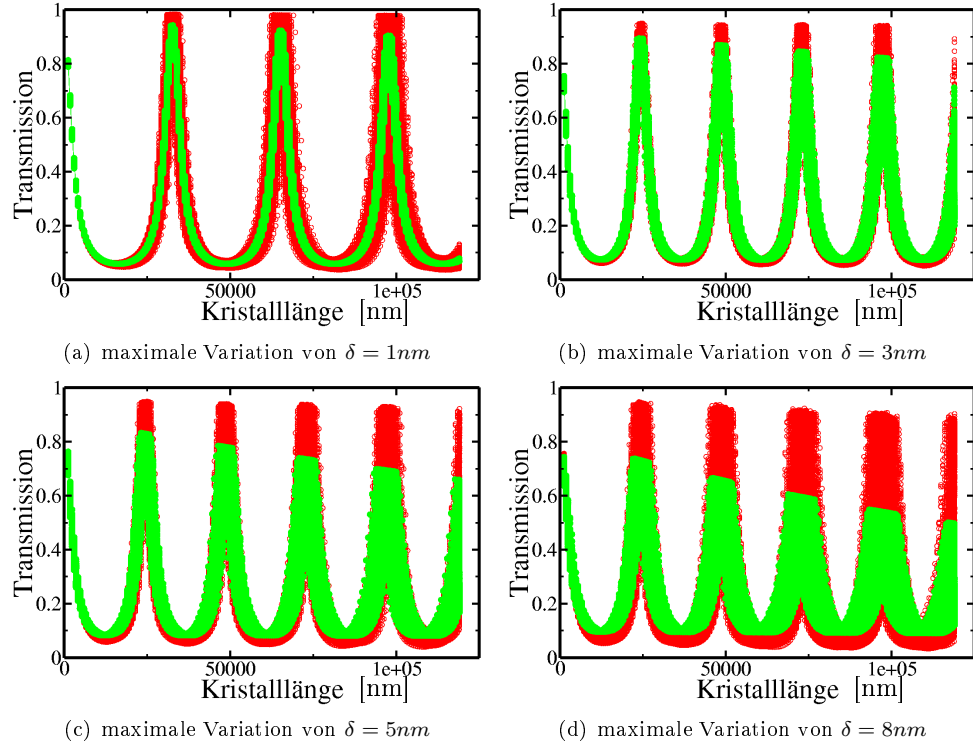 1
0.8
0.6
0.4
0.2
0
Transmission
0
50000
1e+05
Kristalllänge [nm]
(a) maximale Variation von δ = 1nm
1
0.8
0.6
0.4
0.2
0
Transmission
0
50000
1e+05
Kristalllänge [nm]
(b) maximale Variation von δ = 3nm
1
0.8
0.6
0.4
0.2
0
Transmission
0
50000
1e+05
Kristalllänge [nm]
(c) maximale Variation von δ = 5nm
1
0.8
0.6
0.4
0.2
0
Transmission
0
50000
1e+05
Kristalllänge [nm]
(d) maximale Variation von δ = 8nm